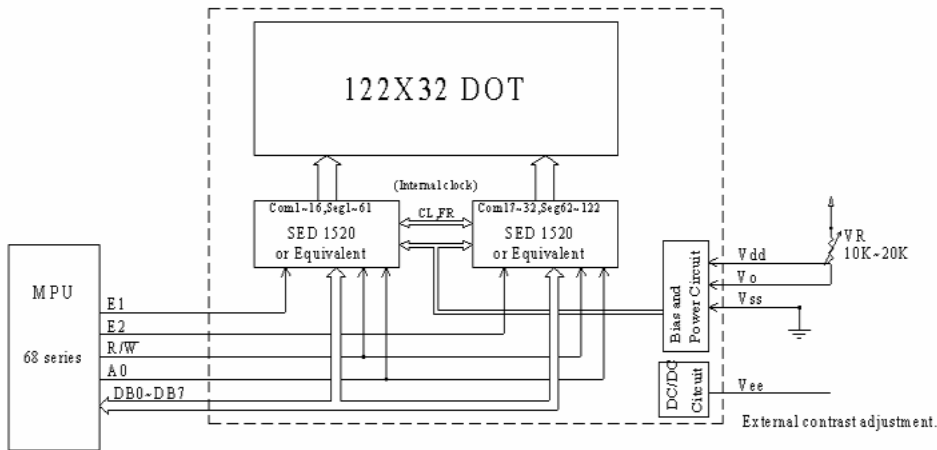 122X32 DOT
(Internal clock)
Com1~16,Seg1~61
SED 1520
or Equivalent
CL,FR
Com17~32,Seg62~122
SED 1520
or Equivalent
VR
10K~20K
MPU
68 series
E1
E2
R/W̅
A0
DB0~DB7
Bias and
Power Circuit
Vdd
Vo
Vss
DC/DC
Citcuit
Vee
External contrast adjustment.